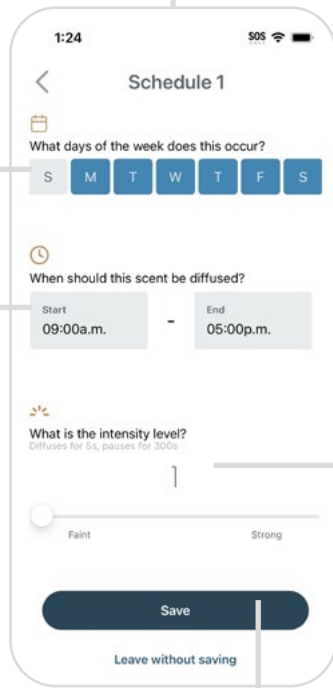 1:24 SOS
Schedule 1
What days of the week does this occur?
S M T W T F S
When should this scent be diffused?
Start End
09:00a.m. - 05:00p.m.
What is the intensity level?
Diffuses for 5s, pauses for 300s
1
Faint Strong
Save
Leave without saving